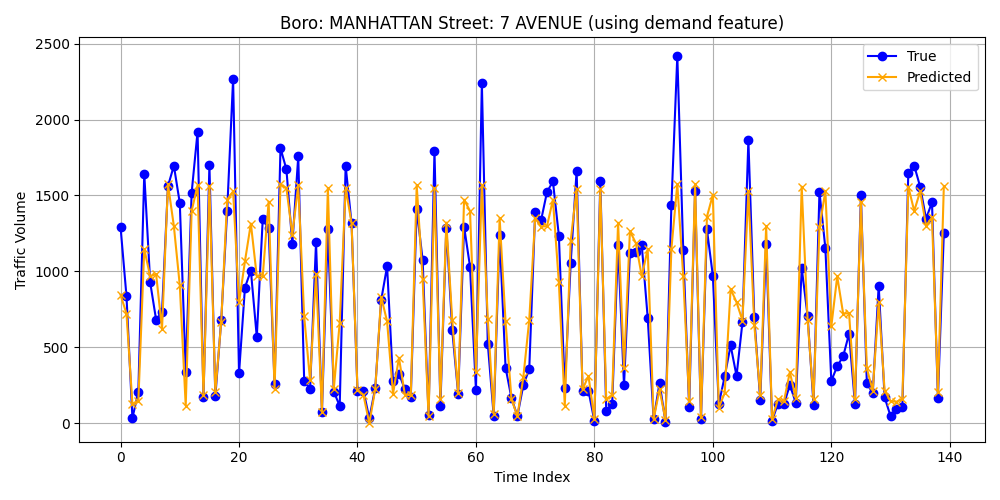 Boro: MANHATTAN Street: 7 AVENUE (using demand feature)
True
Predicted
Traffic Volume
2500
2000
1500
1000
500
0
0 20 40 60 80 100 120 140
Time Index